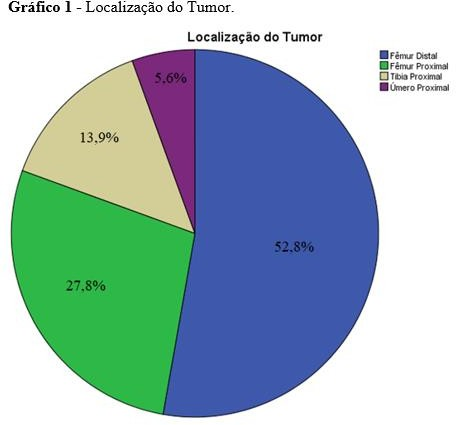 Gráfico 1 - Localização do Tumor.
Localização do Tumor
Fêmur Distal
Fêmur Proximal
Tíbia Proximal
Úmero Proximal
5,6%
13,9%
52,8%
27,8%